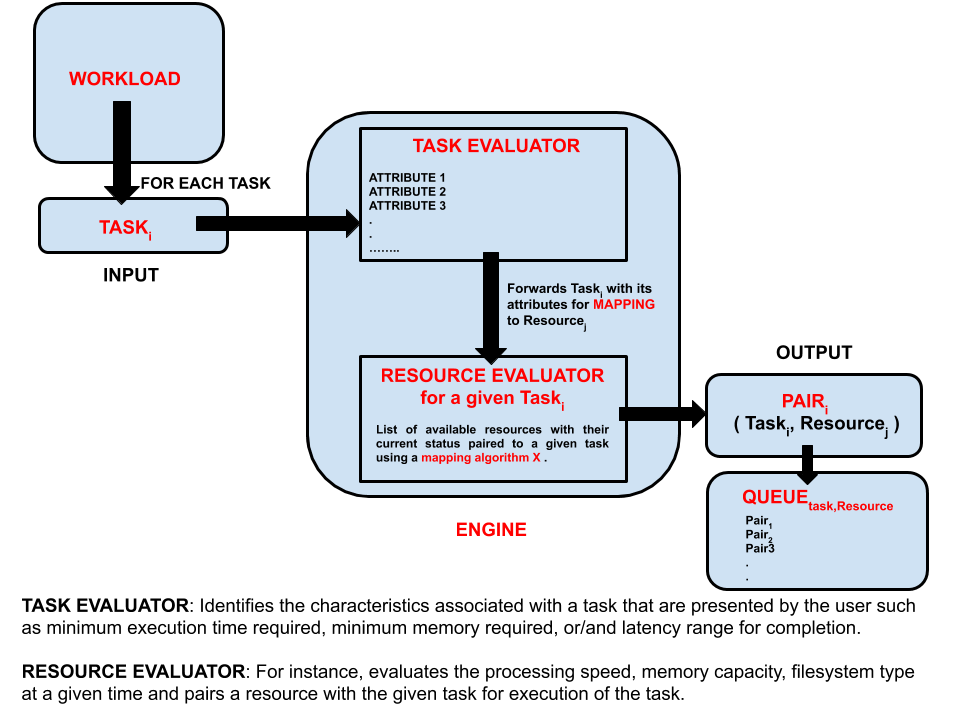 WORKLOAD
FOR EACH TASK
TASKi
INPUT
TASK EVALUATOR
ATTRIBUTE 1
ATTRIBUTE 2
ATTRIBUTE 3
.
.
……..
Forwards Taski with its
attributes for MAPPING
to Resourcej
RESOURCE EVALUATOR
for a given Taski
List of available resources with their
current status paired to a given task
using a mapping algorithm X .
ENGINE
OUTPUT
PAIRi
( Taski, Resourcej )
QUEUEtask,Resource
Pair1
Pair2
Pair3
.
.
TASK EVALUATOR: Identifies the characteristics associated with a task that are presented by the user such
as minimum execution time required, minimum memory required, or/and latency range for completion.
RESOURCE EVALUATOR: For instance, evaluates the processing speed, memory capacity, filesystem type
at a given time and pairs a resource with the given task for execution of the task.